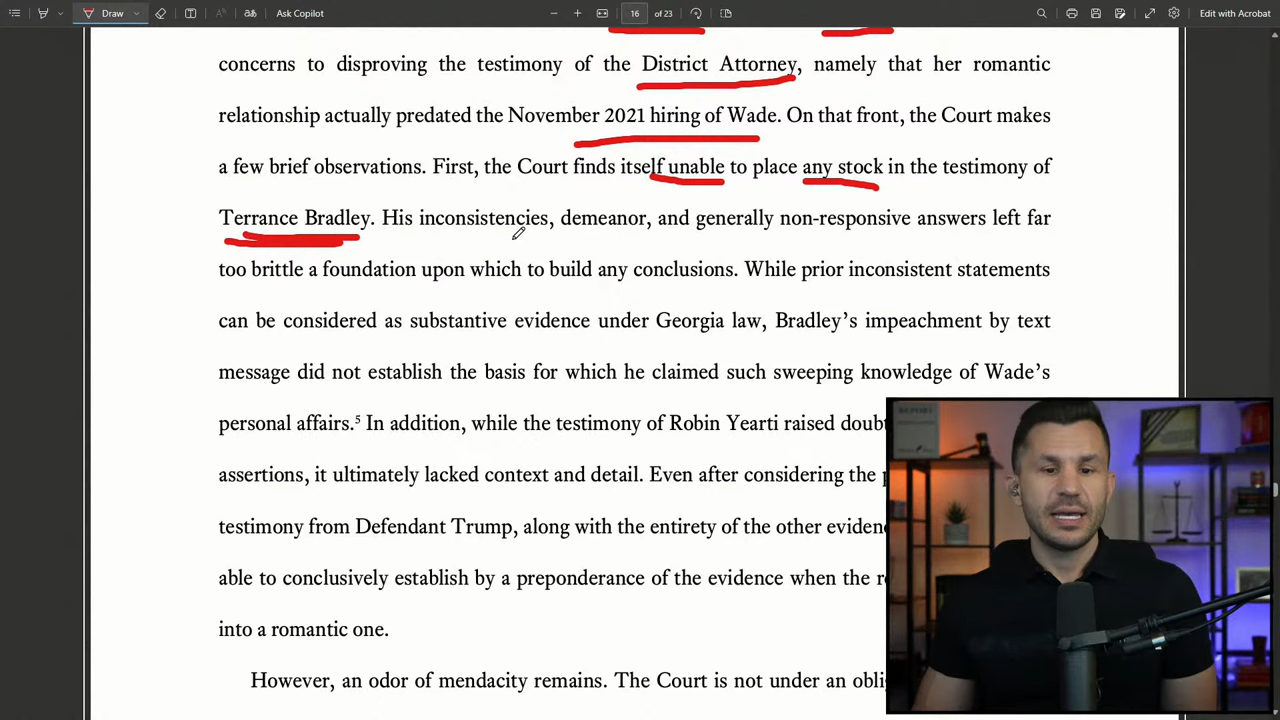 Draw
Ask Copilot
16 of 23
Edit with Acrobat
concerns to disproving the testimony of the District Attorney, namely that her romantic
relationship actually predated the November 2021 hiring of Wade. On that front, the Court makes
a few brief observations. First, the Court finds itself unable to place any stock in the testimony of
Terrance Bradley. His inconsistencies, demeanor, and generally non-responsive answers left far
too brittle a foundation upon which to build any conclusions. While prior inconsistent statements
can be considered as substantive evidence under Georgia law, Bradley’s impeachment by text
message did not establish the basis for which he claimed such sweeping knowledge of Wade’s
personal affairs.⁵ In addition, while the testimony of Robin Yearti raised
assertions, it ultimately lacked context and detail. Even after considering the
testimony from Defendant Trump, along with the entirety of the other
able to conclusively establish by a preponderance of the evidence when the
into a romantic one.
However, an odor of mendacity remains. The Court is not under an